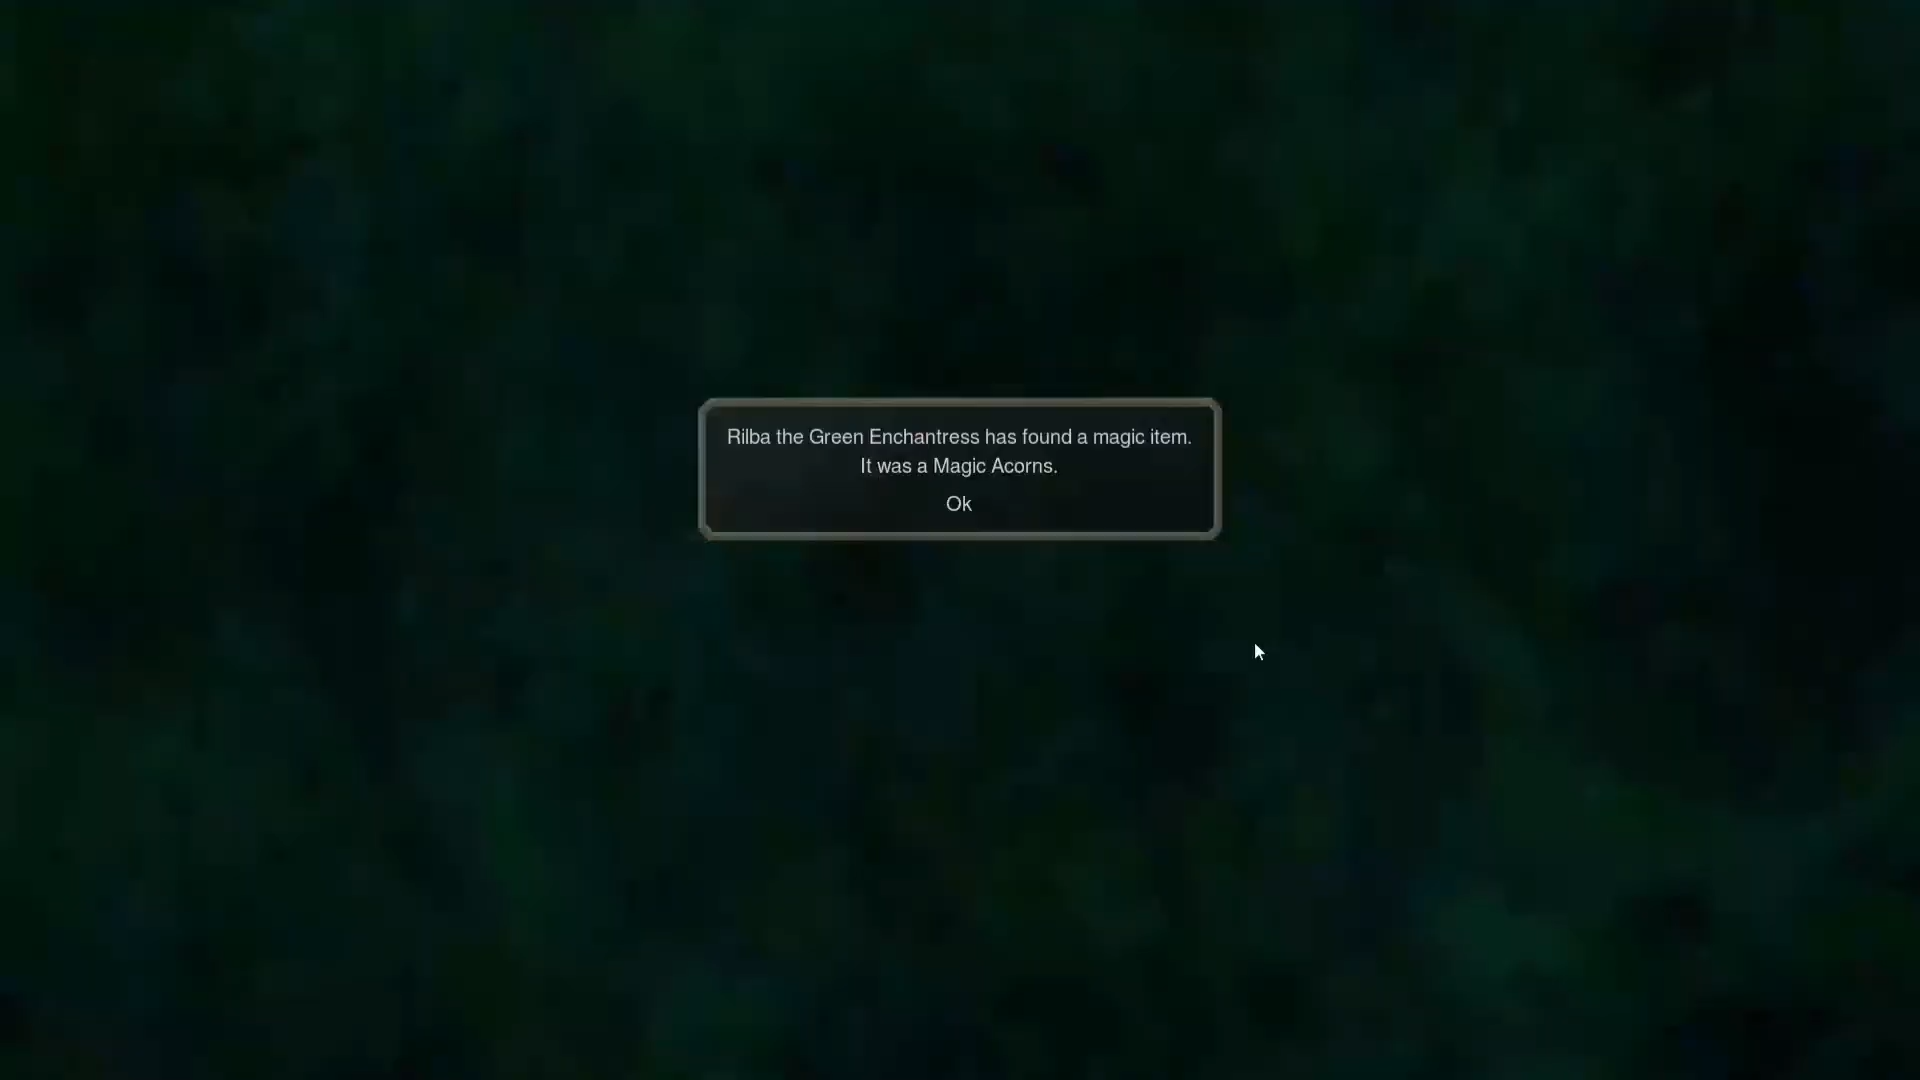 Rilba the Green Enchantress has found a magic item.
It was a Magic Acorns.
Ok